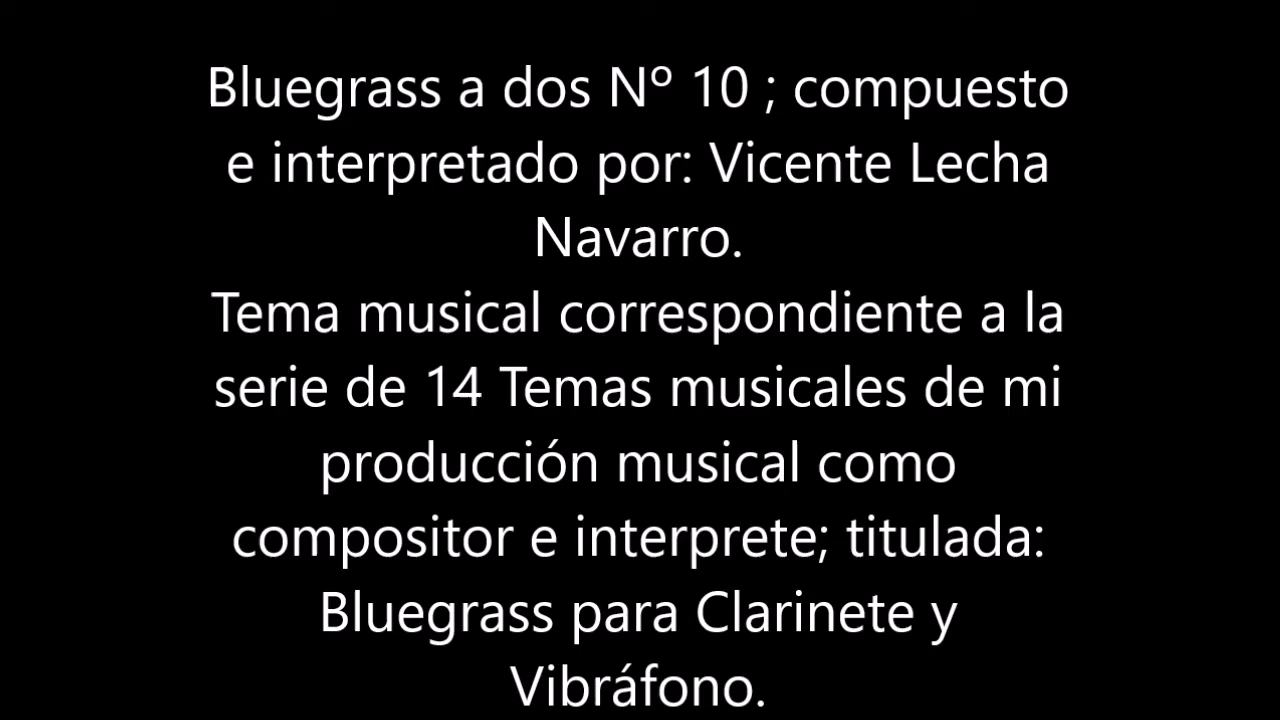 Bluegrass a dos Nº 10 ; compuesto
e interpretado por: Vicente Lecha
Navarro.
Tema musical correspondiente a la
serie de 14 Temas musicales de mi
producción musical como
compositor e interprete; titulada:
Bluegrass para Clarinete y
Vibráfono.